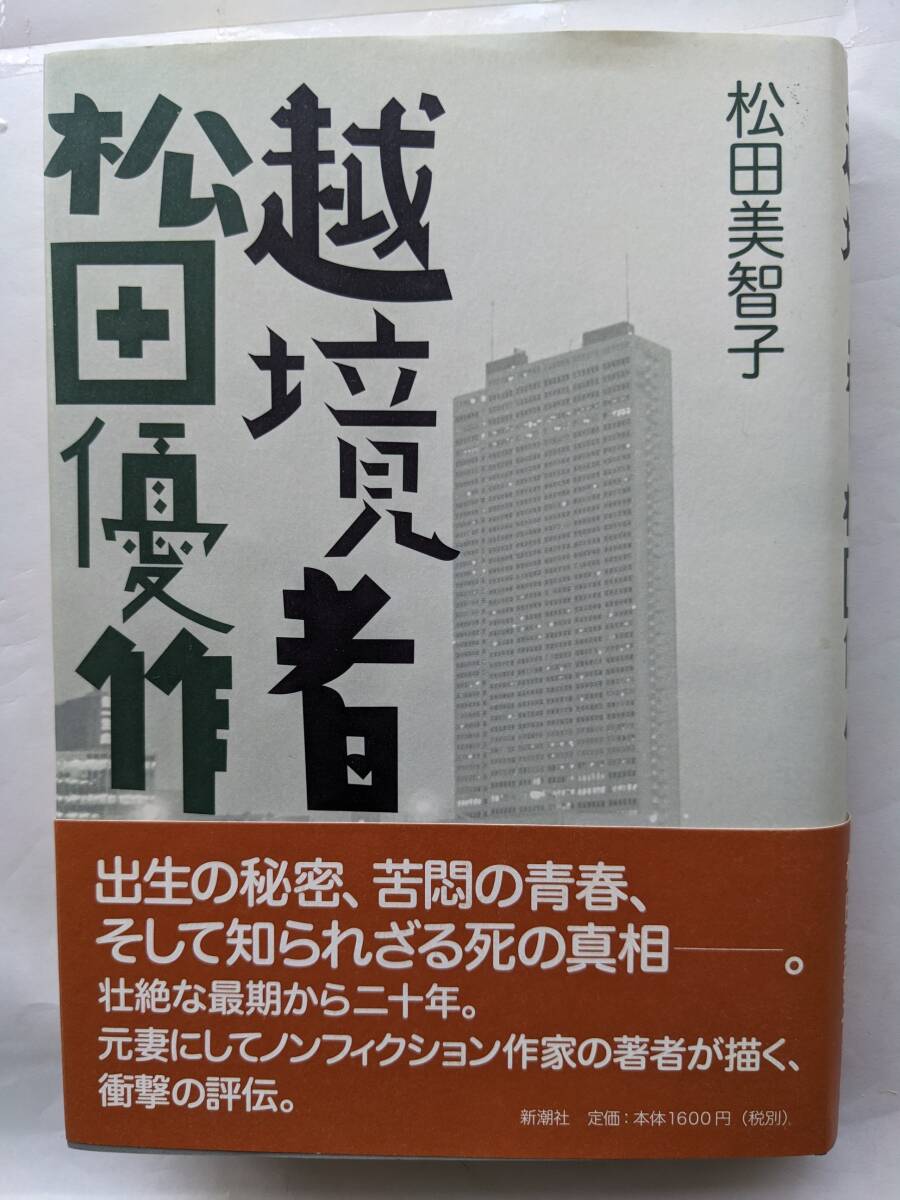 松田美智子
越境者
松田優作
出生の秘密、苦悶の青春、
そして知られざる死の真相――。
壮絶な最期から二十年。
元妻にしてノンフィクション作家の著者が描く、
衝撃の評伝。
新潮社 定価:本体1600円(税別)